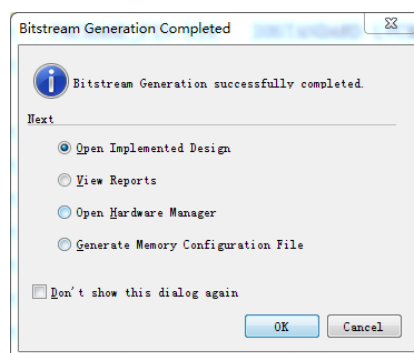 Bitstream Generation Completed
Bitstream Generation successfully completed.
Next
Open Implemented Design
View Reports
Open Hardware Manager
Generate Memory Configuration File
Don't show this dialog again
OK
Cancel